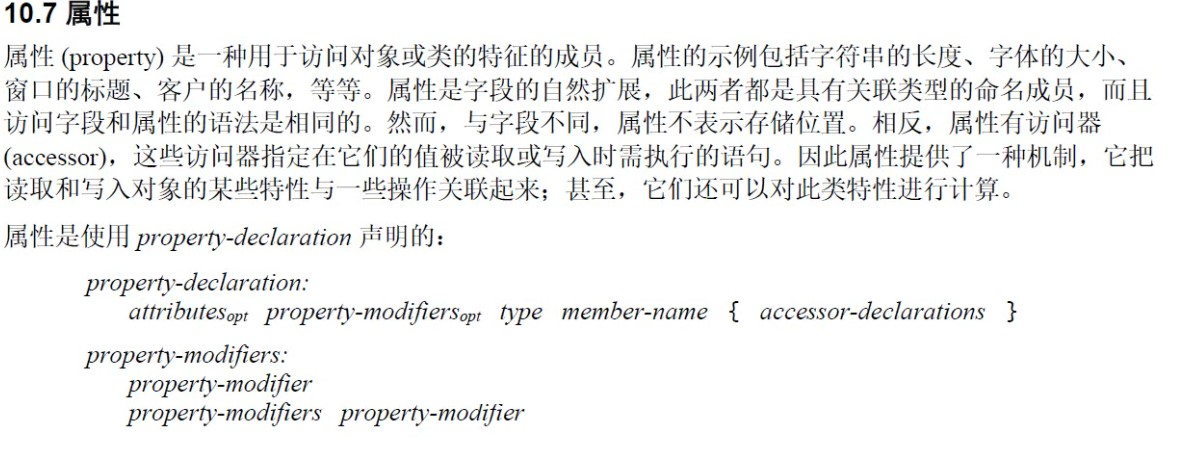 10.7 属性
属性 (property) 是一种用于访问对象或类的特征的成员。属性的示例包括字符串的长度、字体的大小、
窗口的标题、客户的名称，等等。属性是字段的自然扩展，此两者都是具有关联类型的命名成员，而且
访问字段和属性的语法是相同的。然而，与字段不同，属性不表示存储位置。相反，属性有访问器
(accessor)，这些访问器指定在它们的值被读取或写入时需执行的语句。因此属性提供了一种机制，它把
读取和写入对象的某些特性与一些操作关联起来；甚至，它们还可以对此类特性进行计算。
属性是使用 property-declaration 声明的：
property-declaration:
attributesopt property-modifiersopt type member-name { accessor-declarations }
property-modifiers:
property-modifier
property-modifiers property-modifier